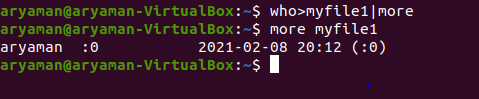 aryaman@aryaman-VirtualBox:~$ who>myfile1|more
aryaman@aryaman-VirtualBox:~$ more myfile1
aryaman  :0           2021-02-08 20:12 (:0)
aryaman@aryaman-VirtualBox:~$